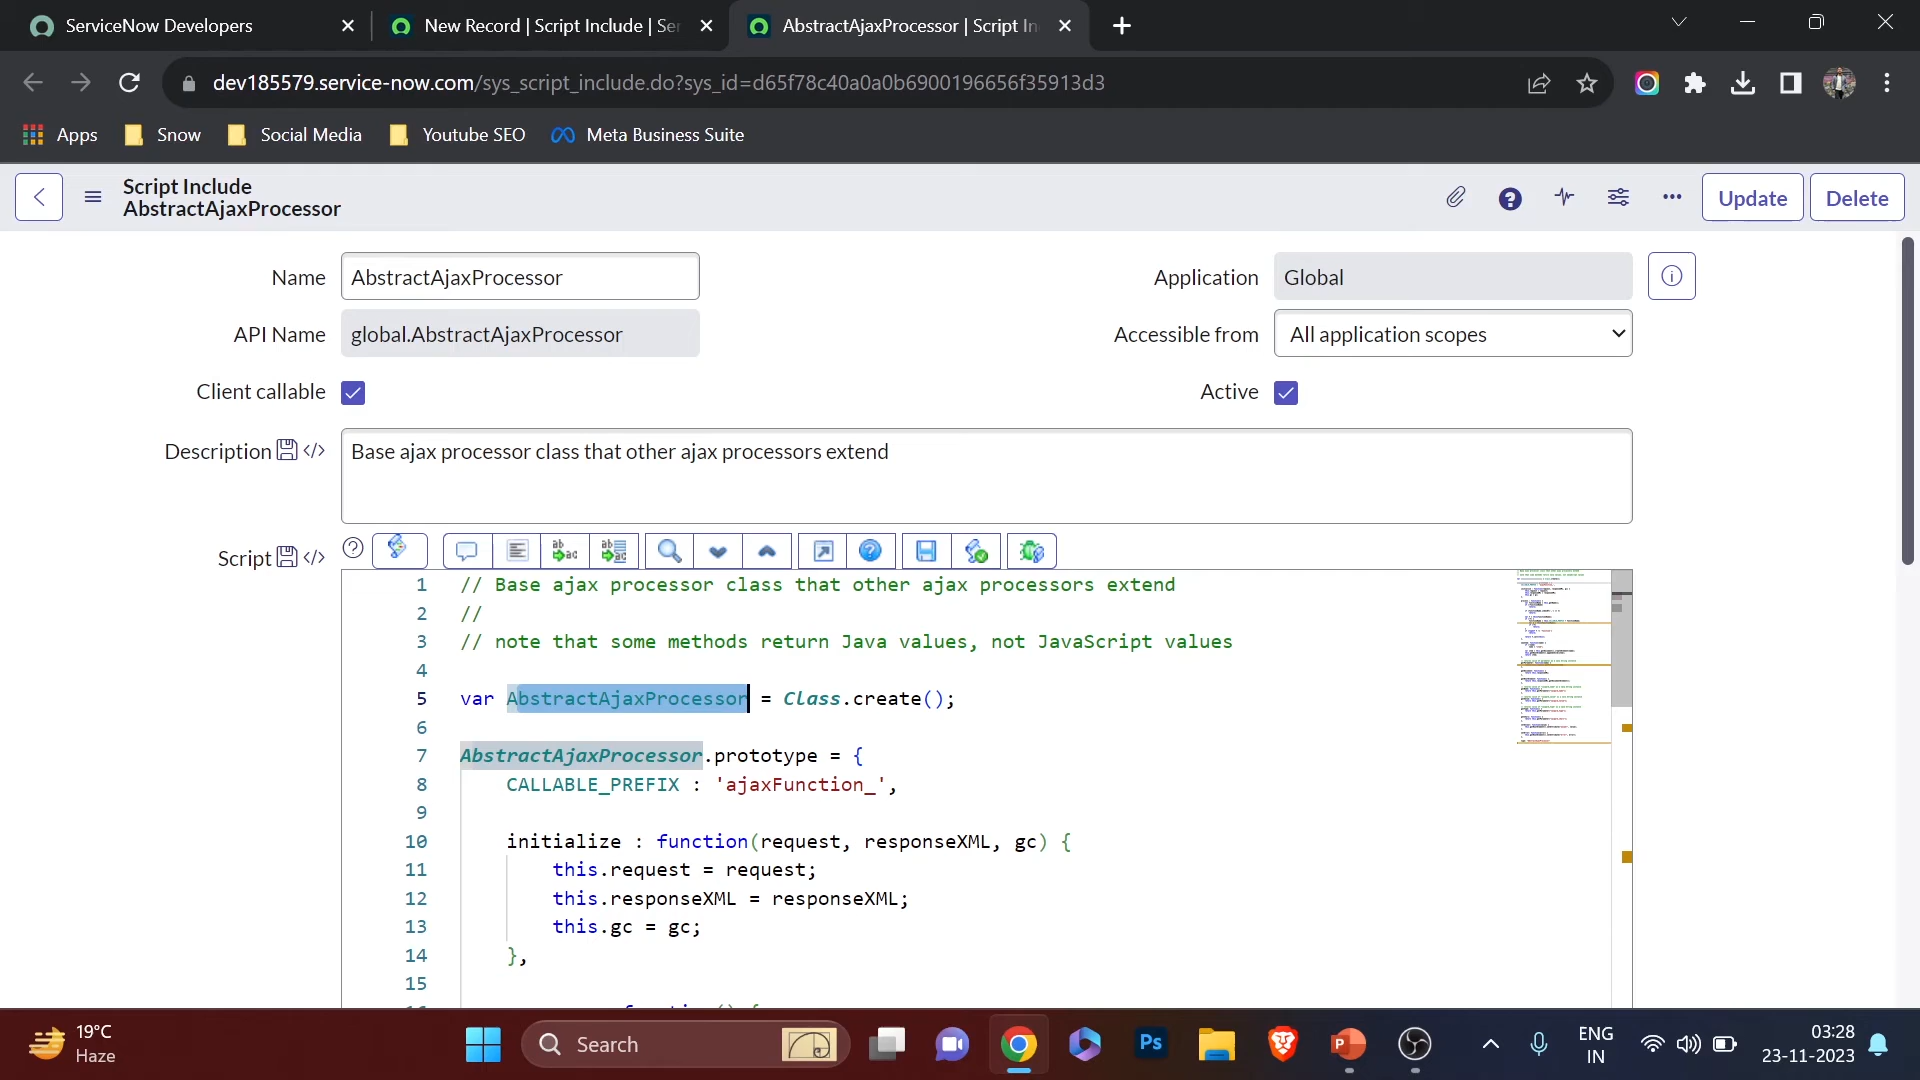 ServiceNow Developers
New Record | Script Include | Ser
AbstractAjaxProcessor | Script In
dev185579.service-now.com/sys_script_include.do?sys_id=d65f78c40a0a0b6900196656f35913d3
Apps
Snow
Social Media
Youtube SEO
Meta Business Suite
Script Include
AbstractAjaxProcessor
Update
Delete
Name
AbstractAjaxProcessor
Application
Global
API Name
global.AbstractAjaxProcessor
Accessible from
All application scopes
Client callable
Active
Description
Base ajax processor class that other ajax processors extend
Script
1 // Base ajax processor class that other ajax processors extend
2 //
3 // note that some methods return Java values, not JavaScript values
4
5 var AbstractAjaxProcessor = Class.create();
6
7 AbstractAjaxProcessor.prototype = {
8 CALLABLE_PREFIX : 'ajaxFunction_',
9
10 initialize : function(request, responseXML, gc) {
11 this.request = request;
12 this.responseXML = responseXML;
13 this.gc = gc;
14 },
15
19°C
Haze
Search
Ps
ENG
IN
03:28
23-11-2023